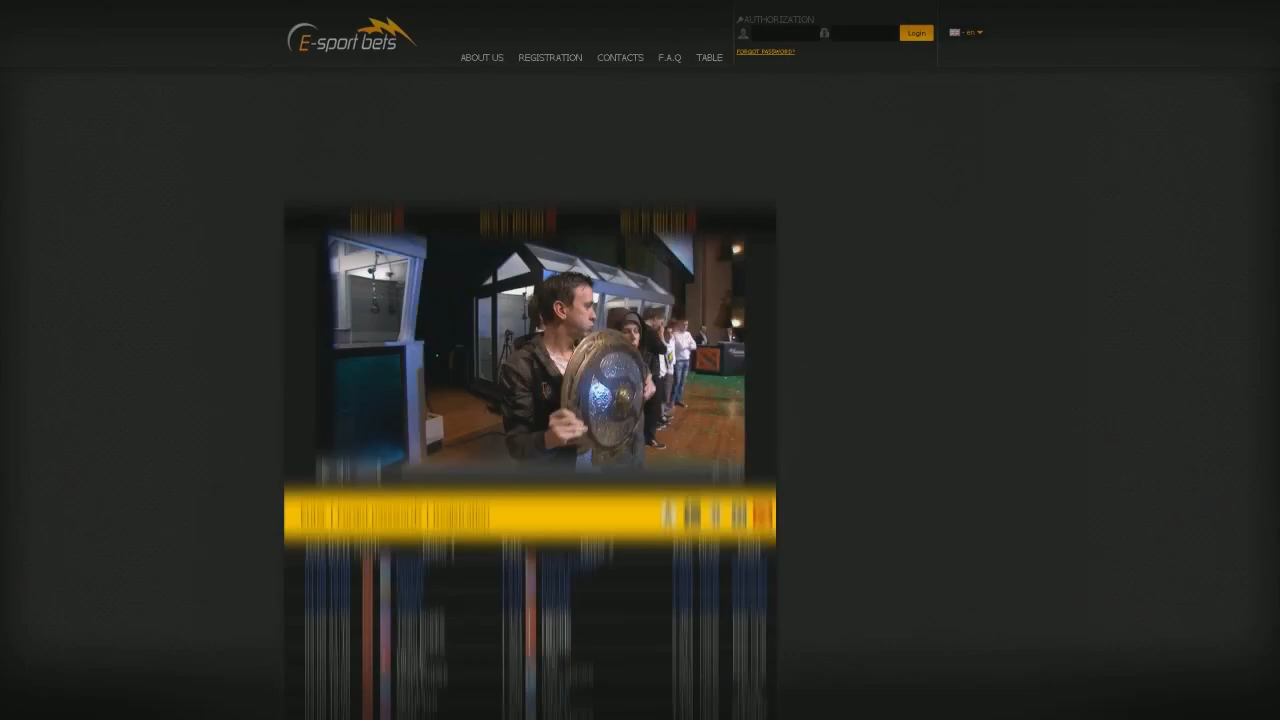 E-sport bets
ABOUT US REGISTRATION CONTACTS F.A.Q TABLE
AUTHORIZATION
Login
FORGOT PASSWORD?
- en